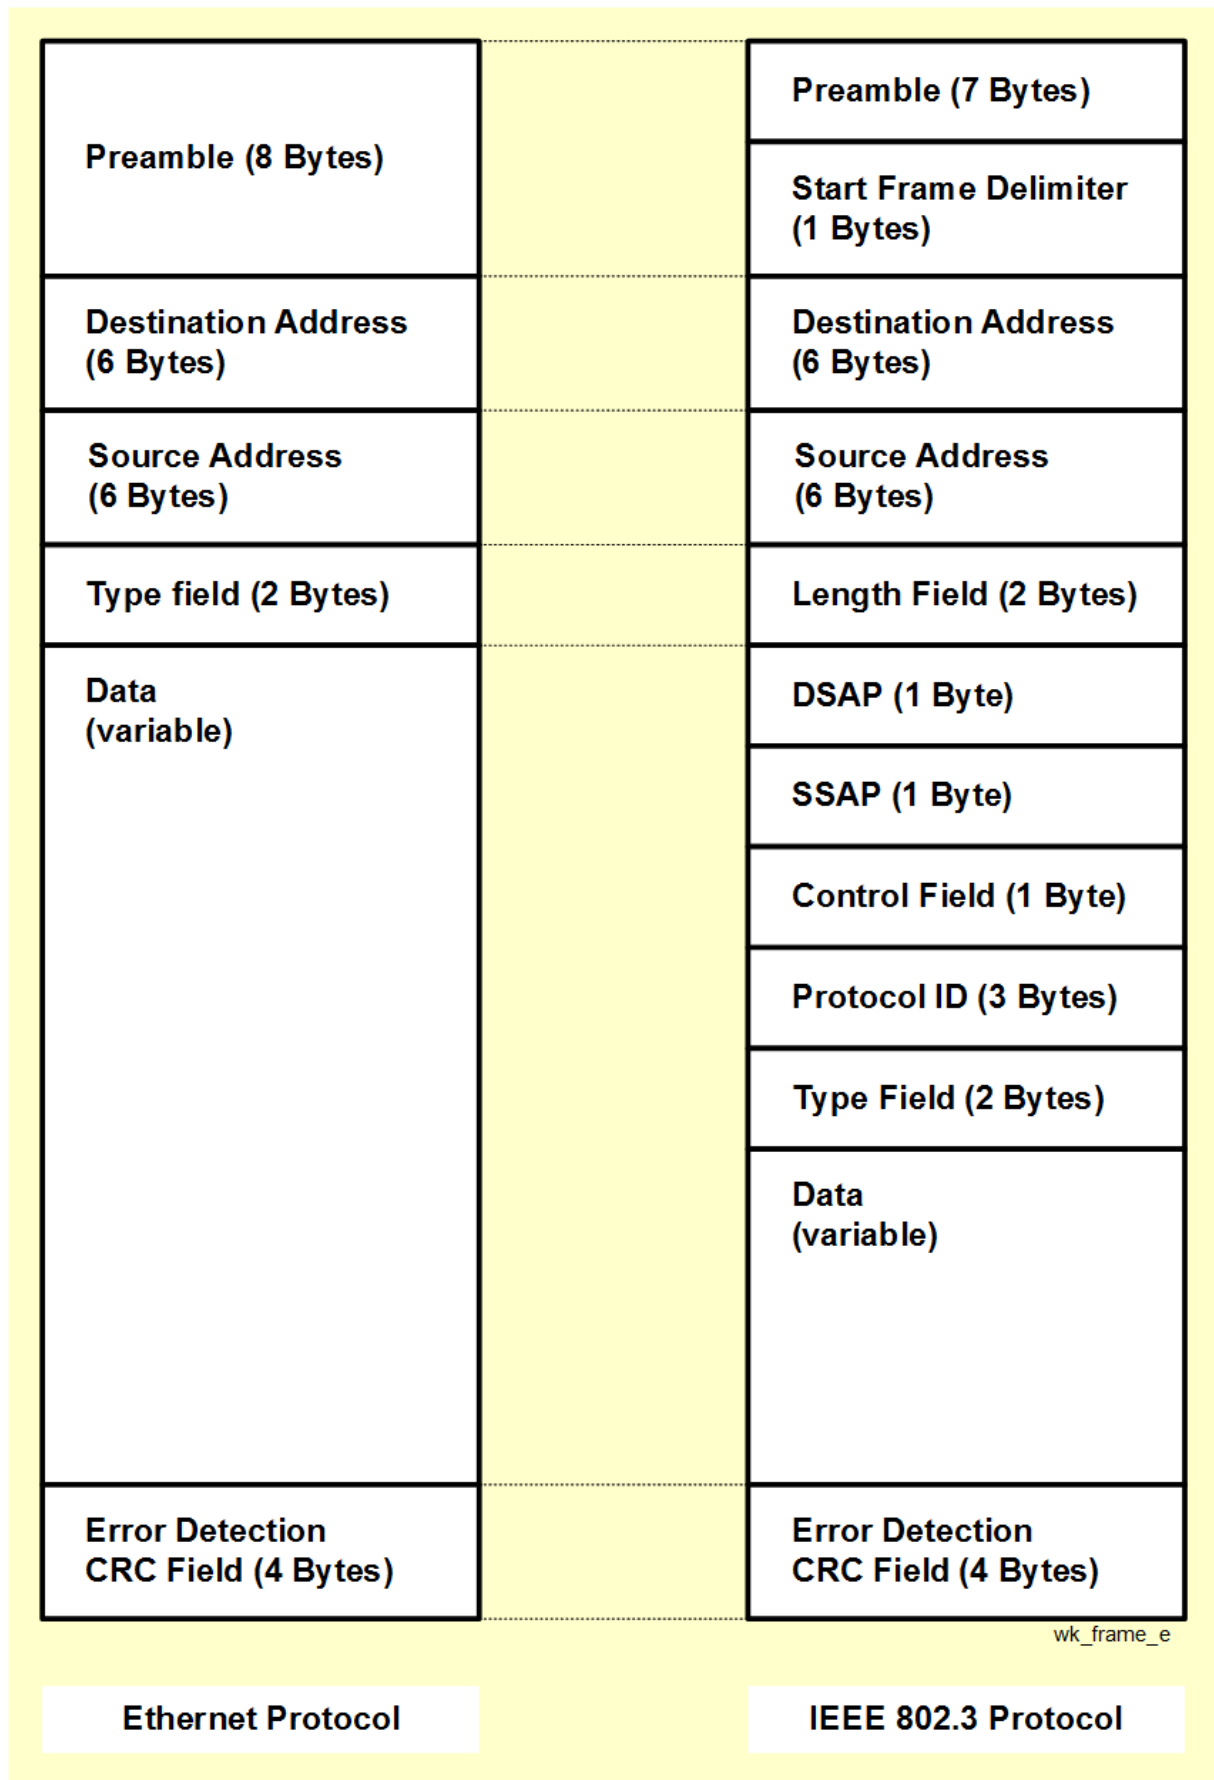 Preamble (8 Bytes)
Destination Address
(6 Bytes)
Source Address
(6 Bytes)
Type field (2 Bytes)
Data
(variable)
Error Detection
CRC Field (4 Bytes)
Ethernet Protocol
Preamble (7 Bytes)
Start Frame Delimiter
(1 Bytes)
Destination Address
(6 Bytes)
Source Address
(6 Bytes)
Length Field (2 Bytes)
DSAP (1 Byte)
SSAP (1 Byte)
Control Field (1 Byte)
Protocol ID (3 Bytes)
Type Field (2 Bytes)
Data
(variable)
Error Detection
CRC Field (4 Bytes)
wk_frame_e
IEEE 802.3 Protocol